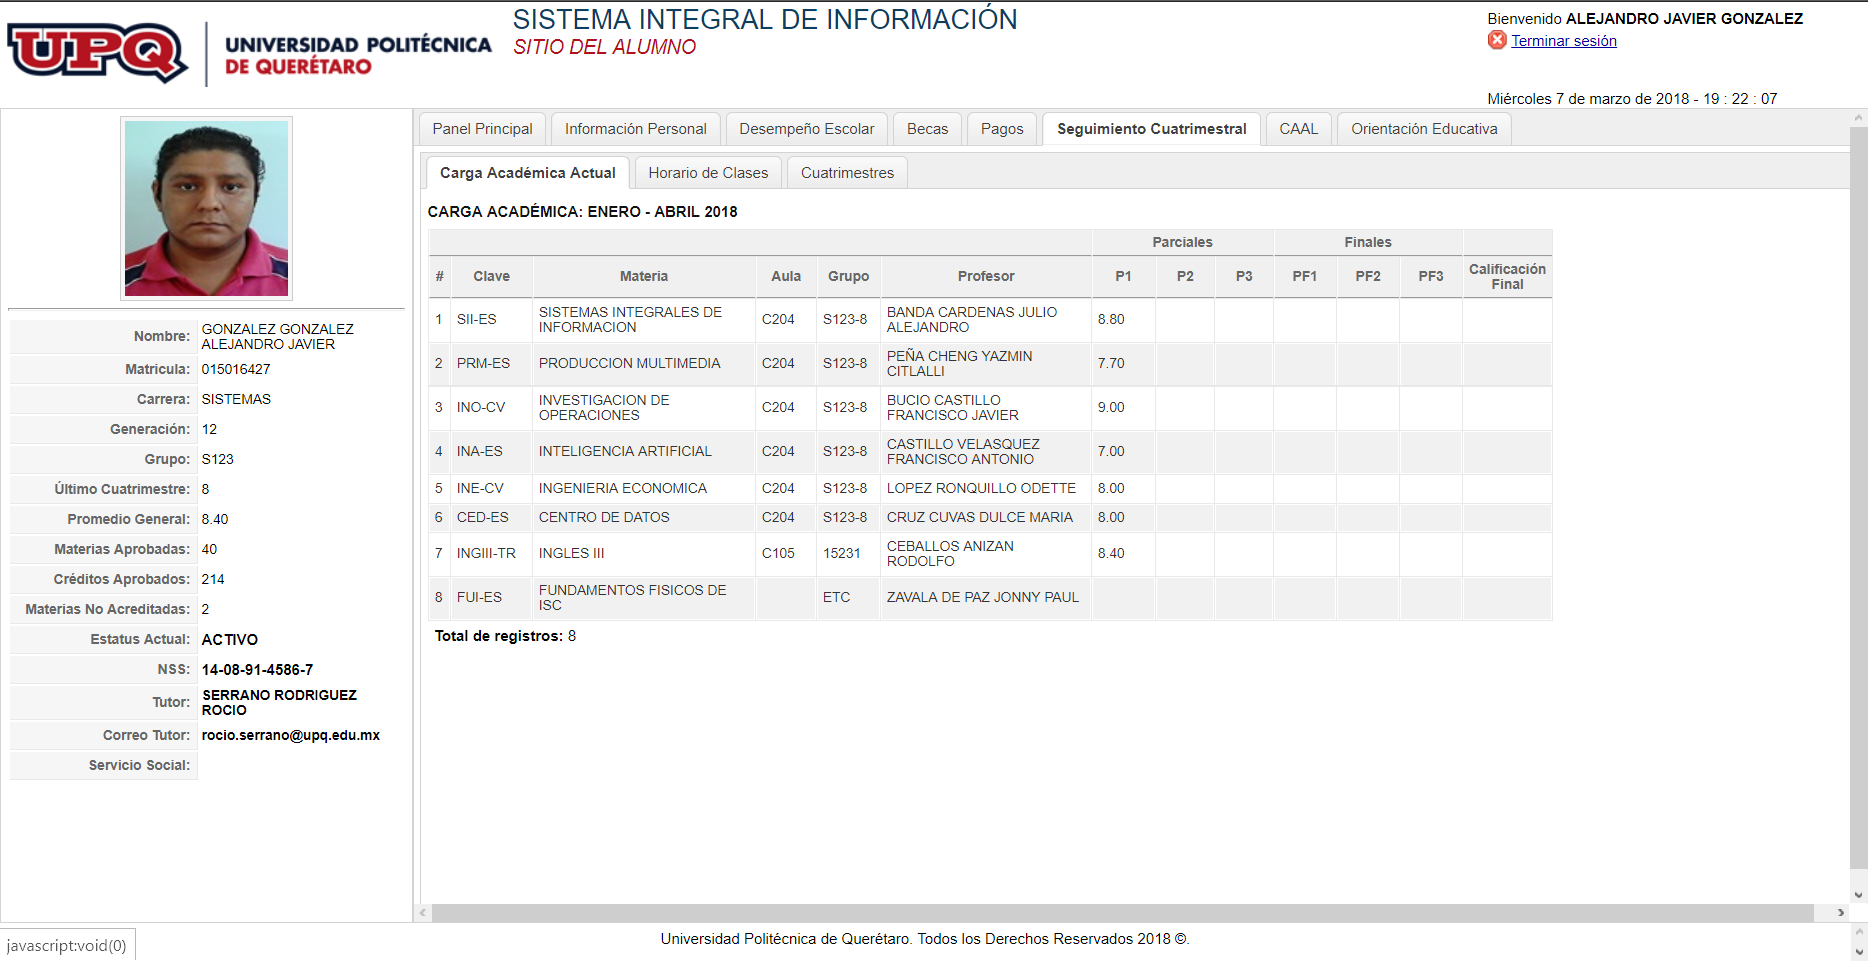 UPQ
UNIVERSIDAD POLITÉCNICA
DE QUERÉTARO
SISTEMA INTEGRAL DE INFORMACIÓN
SITIO DEL ALUMNO
Bienvenido ALEJANDRO JAVIER GONZALEZ
Terminar sesión
Miércoles 7 de marzo de 2018 - 19 : 22 : 07
Nombre: GONZALEZ GONZALEZ
ALEJANDRO JAVIER
Matricula: 015016427
Carrera: SISTEMAS
Generación: 12
Grupo: S123
Último Cuatrimestre: 8
Promedio General: 8.40
Materias Aprobadas: 40
Créditos Aprobados: 214
Materias No Acreditadas: 2
Estatus Actual: ACTIVO
NSS: 14-08-91-4586-7
Tutor: SERRANO RODRIGUEZ
ROCIO
Correo Tutor: rocio.serrano@upq.edu.mx
Servicio Social:
Panel Principal Información Personal Desempeño Escolar Becas Pagos Seguimiento Cuatrimestral CAAL Orientación Educativa
Carga Académica Actual Horario de Clases Cuatrimestres
CARGA ACADÉMICA: ENERO - ABRIL 2018
Parciales Finales
# Clave Materia Aula Grupo Profesor P1 P2 P3 PF1 PF2 PF3 Calificación
Final
1 SII-ES SISTEMAS INTEGRALES DE
INFORMACION C204 S123-8 BANDA CARDENAS JULIO
ALEJANDRO 8.80
2 PRM-ES PRODUCCION MULTIMEDIA C204 S123-8 PEÑA CHENG YAZMIN
CITLALLI 7.70
3 INO-CV INVESTIGACION DE
OPERACIONES C204 S123-8 BUCIO CASTILLO
FRANCISCO JAVIER 9.00
4 INA-ES INTELIGENCIA ARTIFICIAL C204 S123-8 CASTILLO VELASQUEZ
FRANCISCO ANTONIO 7.00
5 INE-CV INGENIERIA ECONOMICA C204 S123-8 LOPEZ RONQUILLO ODETTE 8.00
6 CED-ES CENTRO DE DATOS C204 S123-8 CRUZ CUVAS DULCE MARIA 8.00
7 INGIII-TR INGLES III C105 15231 CEBALLOS ANIZAN
RODOLFO 8.40
8 FUI-ES FUNDAMENTOS FISICOS DE
ISC ETC ZAVALA DE PAZ JONNY PAUL
Total de registros: 8
javascript:void(0)
Universidad Politécnica de Querétaro. Todos los Derechos Reservados 2018 ©.